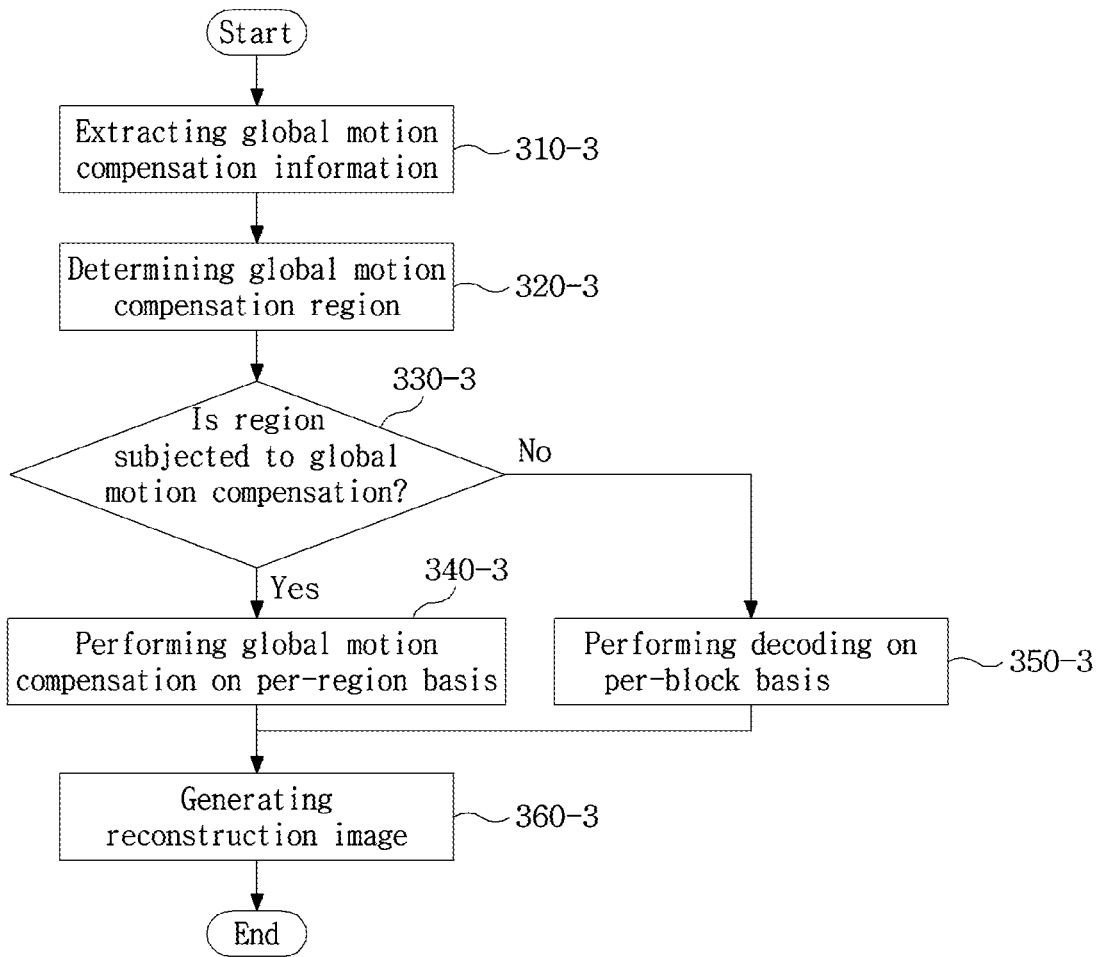 Start
Extracting global motion
compensation information
310-3
Determining global motion
compensation region
320-3
330-3
Is region
subjected to global
motion compensation?
No
Yes
340-3
Performing global motion
compensation on per-region basis
Performing decoding on
per-block basis
350-3
Generating
reconstruction image
360-3
End